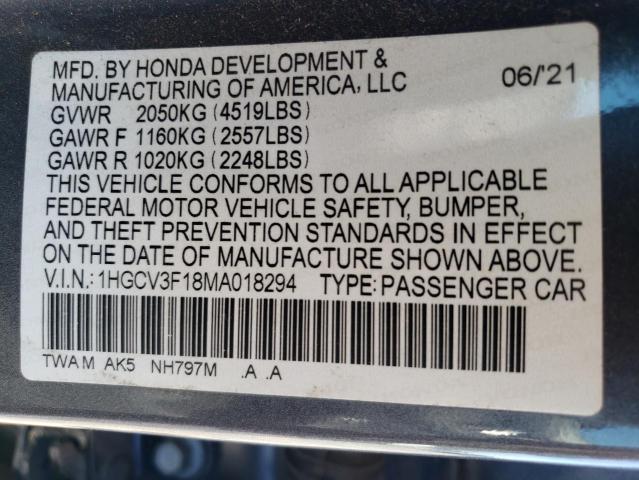 MFD. BY HONDA DEVELOPMENT & 
MANUFACTURING OF AMERICA, LLC 06/'21
GVWR 2050KG (4519LBS)
GAWR F 1160KG (2557LBS)
GAWR R 1020KG (2248LBS)
THIS VEHICLE CONFORMS TO ALL APPLICABLE
FEDERAL MOTOR VEHICLE SAFETY, BUMPER,
AND THEFT PREVENTION STANDARDS IN EFFECT
ON THE DATE OF MANUFACTURE SHOWN ABOVE.
V.I.N.: 1HGCV3F18MA018294 TYPE: PASSENGER CAR
TWA M AK5 NH797M .A .A